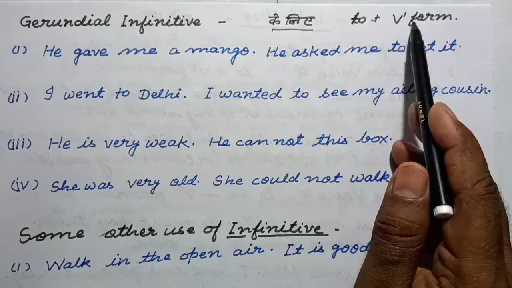 Gerundial Infinitive - के लिए to + V' form.
(i) He gave me a mango. He asked me to it.
(ii) I went to Delhi. I wanted to see my cousin.
(iii) He is very weak. He can not this box.
(iv) She was very old. She could not walk
Some other use of Infinitive -
(i) Walk in the open air. It is good